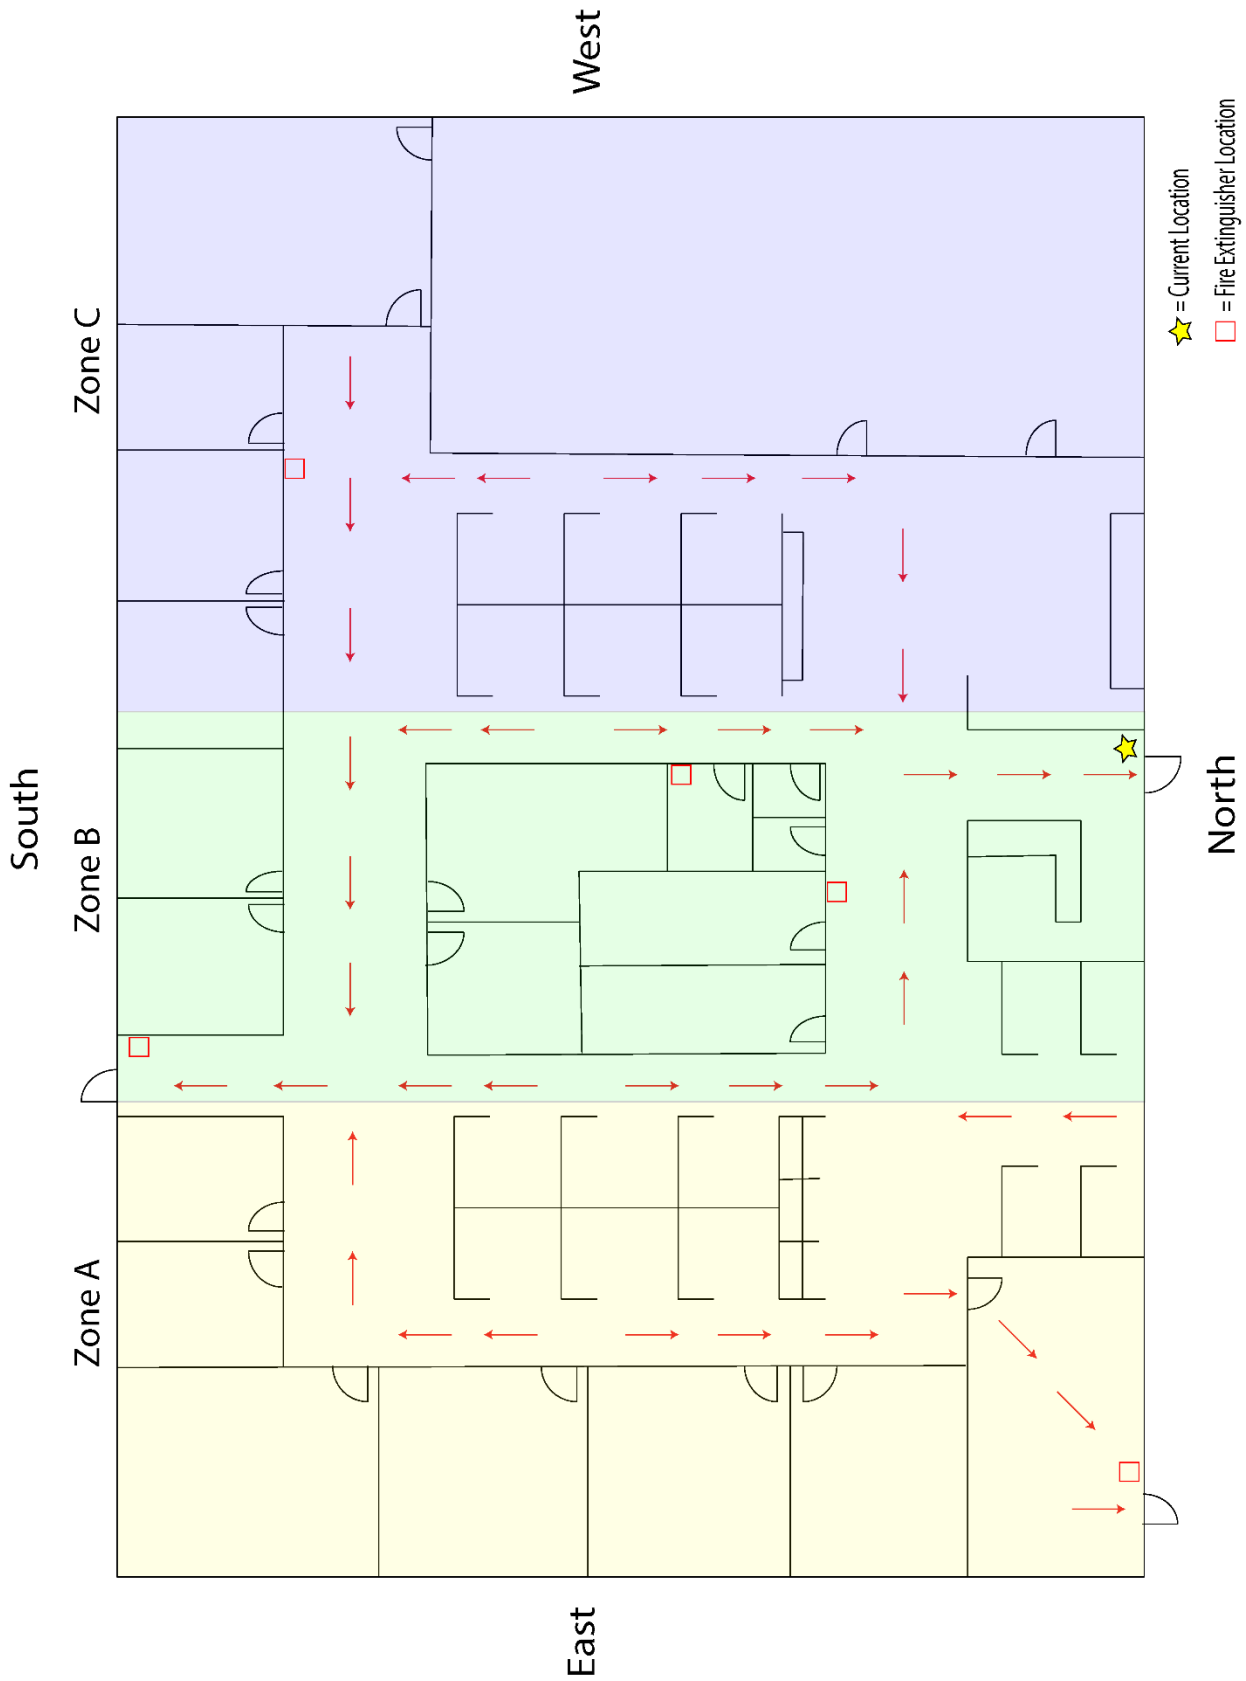 South
Zone C
Zone B
Zone A
West
East
North
= Current Location
= Fire Extinguisher Location